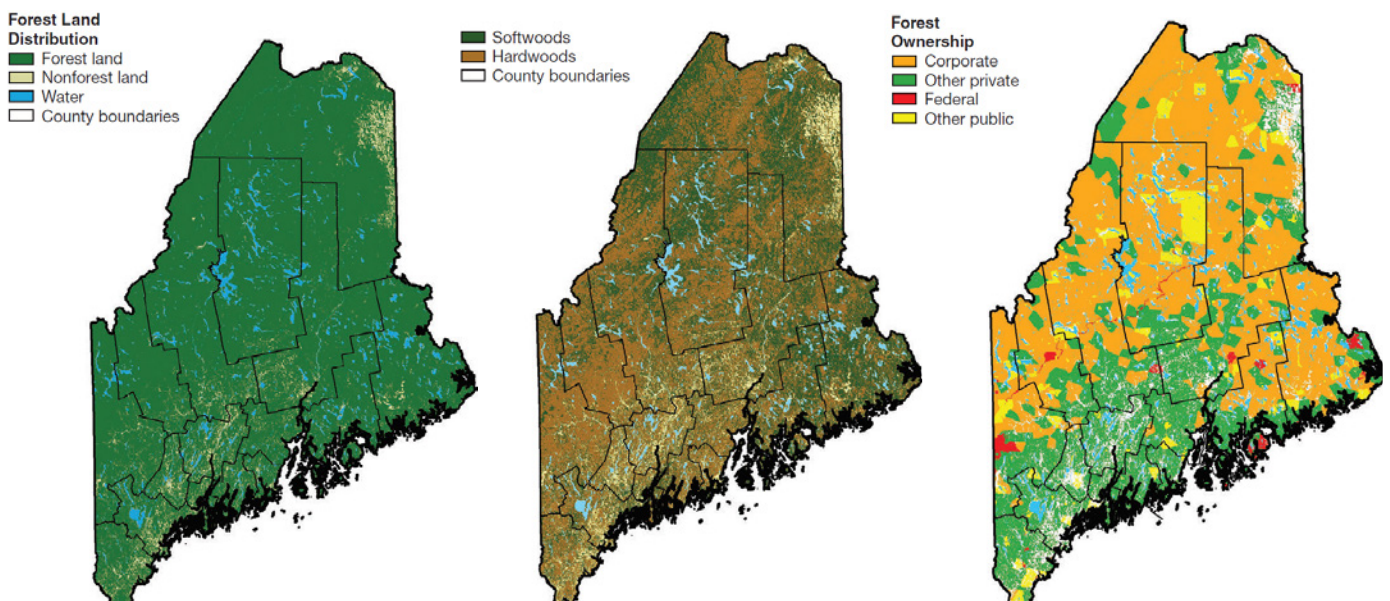 Forest Land
Distribution
Forest land
Nonforest land
Water
County boundaries
Softwoods
Hardwoods
County boundaries
Forest
Ownership
Corporate
Other private
Federal
Other public